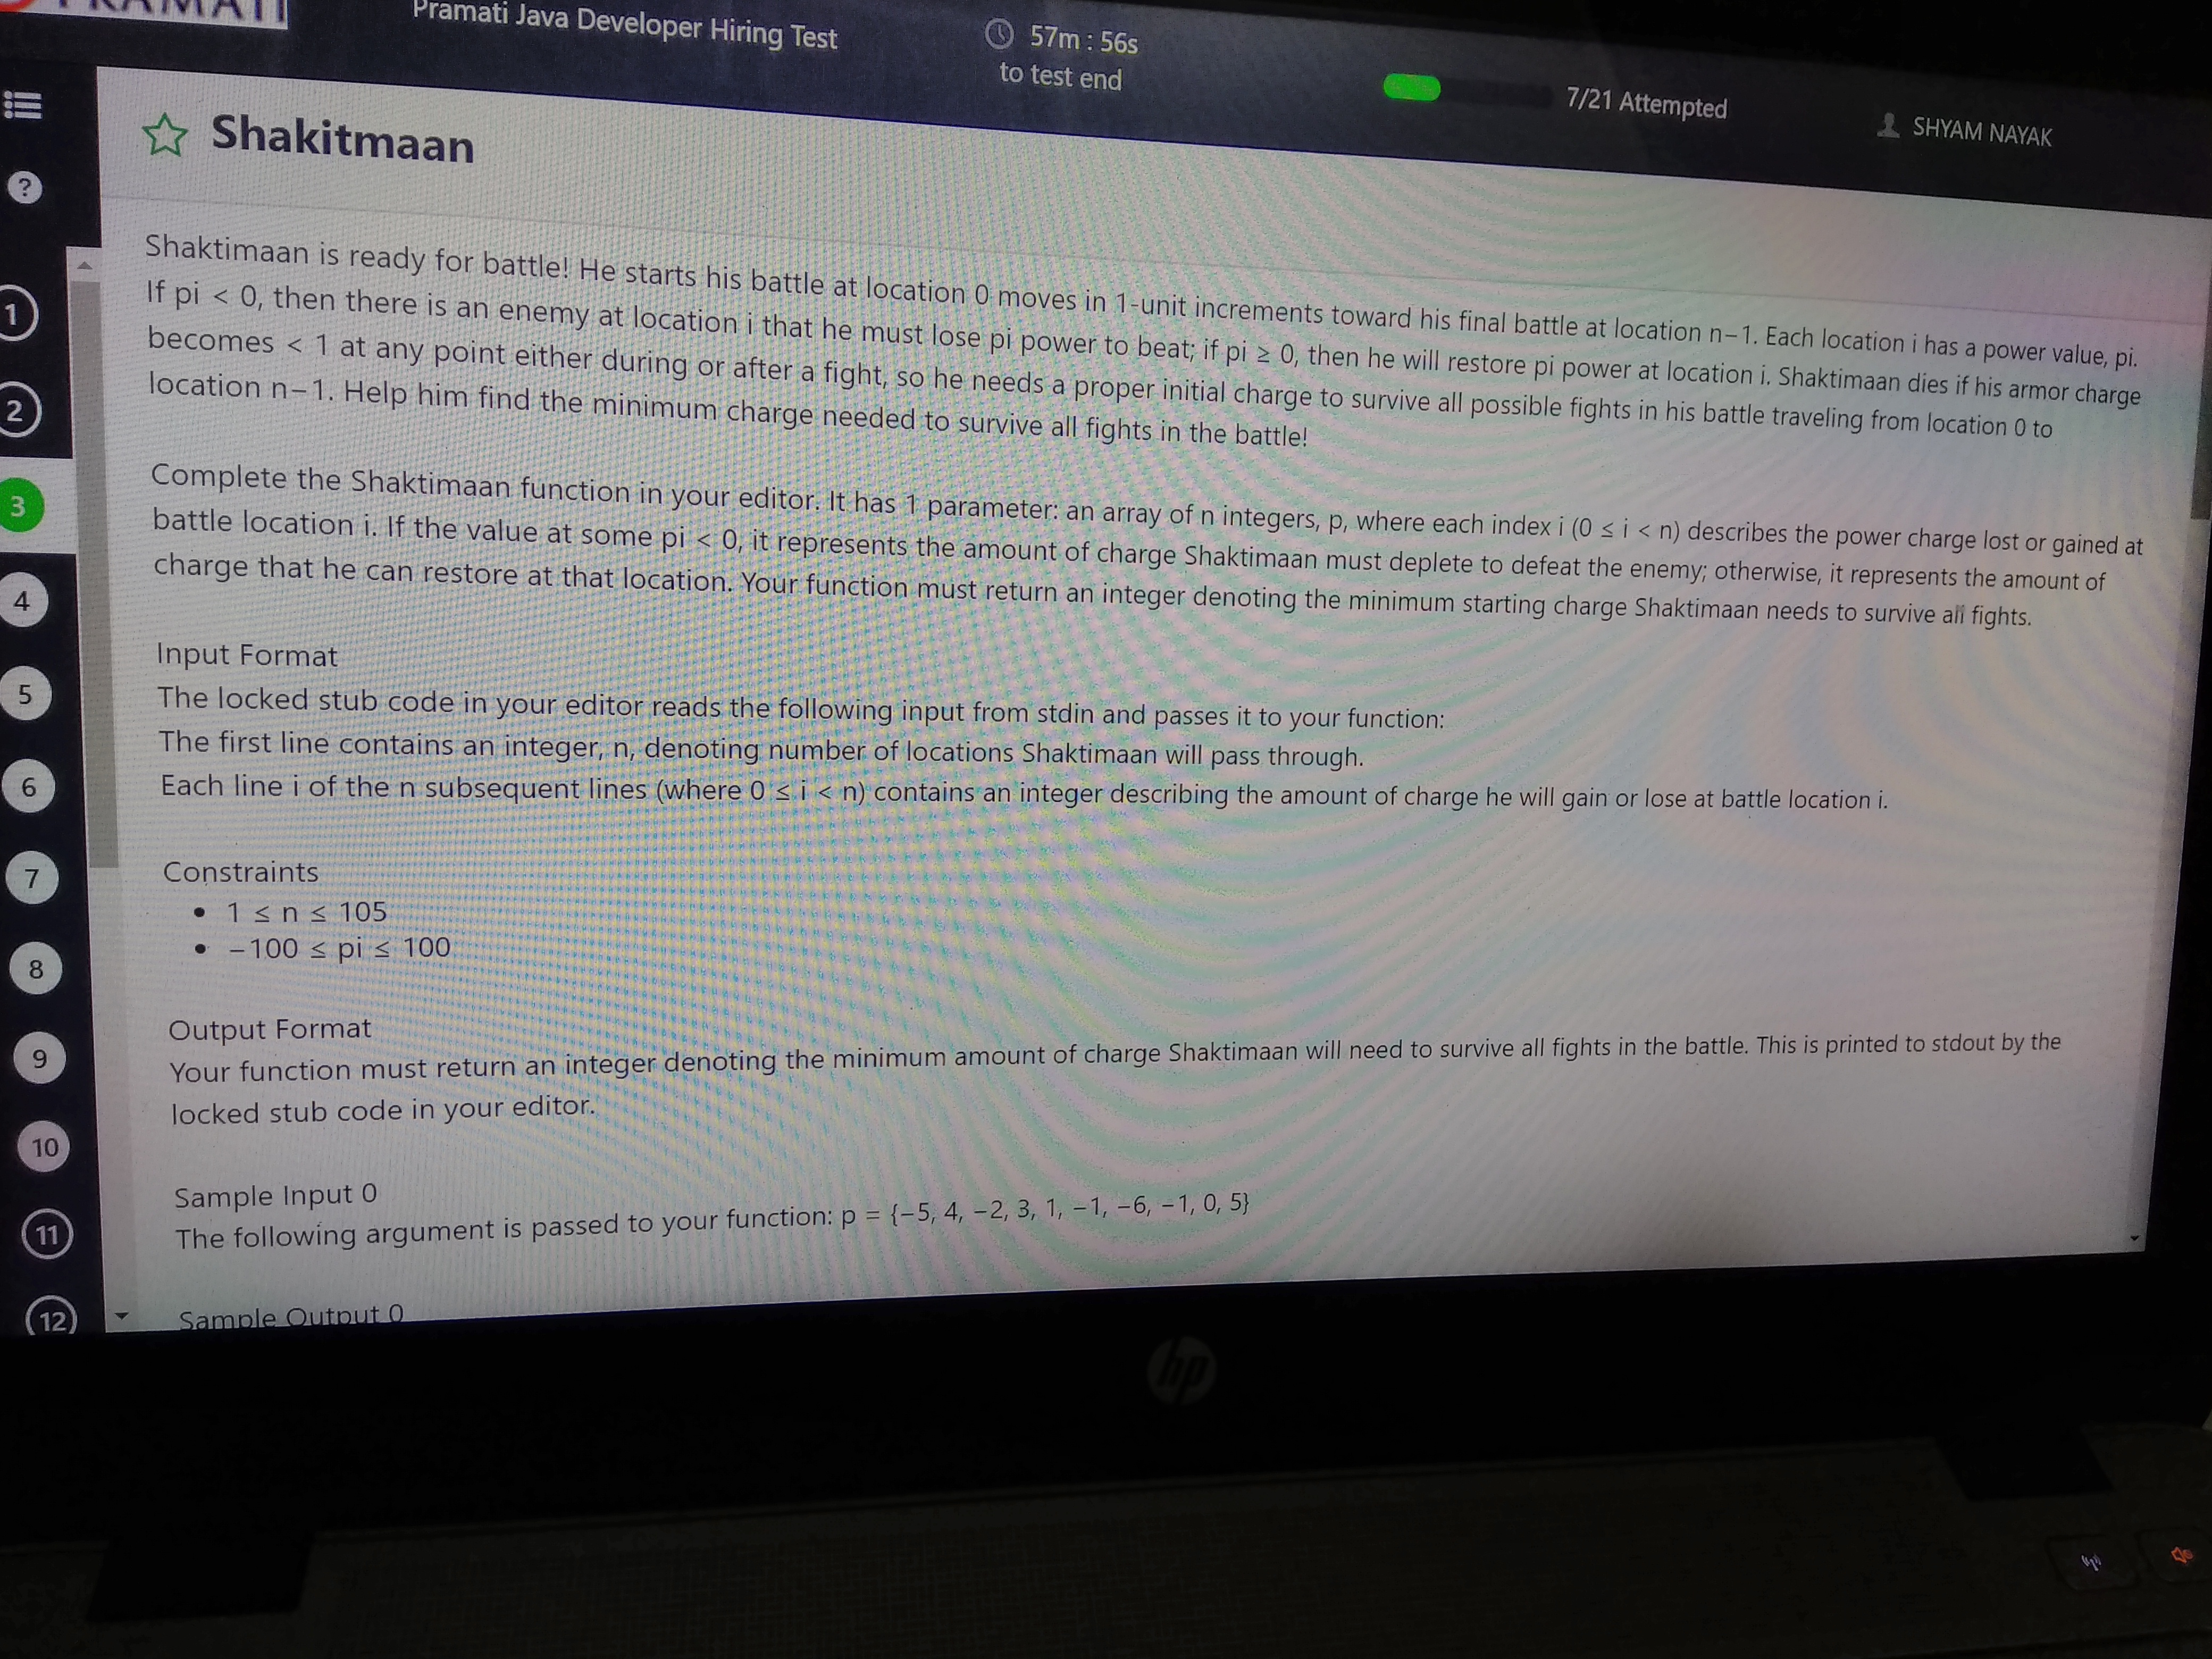 PRAMATI
Pramati Java Developer Hiring Test
57m : 56s
to test end
7/21 Attempted
SHYAM NAYAK
?
Shakitmaan
Shaktimaan is ready for battle! He starts his battle at location 0 moves in 1-unit increments toward his final battle at location n−1. Each location i has a power value, pi.
If pi < 0, then there is an enemy at location i that he must lose pi power to beat; if pi ≥ 0, then he will restore pi power at location i. Shaktimaan dies if his armor charge
becomes < 1 at any point either during or after a fight, so he needs a proper initial charge to survive all possible fights in his battle traveling from location 0 to
location n−1. Help him find the minimum charge needed to survive all fights in the battle!
Complete the Shaktimaan function in your editor. It has 1 parameter: an array of n integers, p, where each index i (0 ≤ i < n) describes the power charge lost or gained at
battle location i. If the value at some pi < 0, it represents the amount of charge Shaktimaan must deplete to defeat the enemy; otherwise, it represents the amount of
charge that he can restore at that location. Your function must return an integer denoting the minimum starting charge Shaktimaan needs to survive all fights.
Input Format
The locked stub code in your editor reads the following input from stdin and passes it to your function:
The first line contains an integer, n, denoting number of locations Shaktimaan will pass through.
Each line i of the n subsequent lines (where 0 ≤ i < n) contains an integer describing the amount of charge he will gain or lose at battle location i.
Constraints
• 1 ≤ n ≤ 105
• −100 ≤ pi ≤ 100
Output Format
Your function must return an integer denoting the minimum amount of charge Shaktimaan will need to survive all fights in the battle. This is printed to stdout by the
locked stub code in your editor.
Sample Input 0
The following argument is passed to your function: p = {−5, 4, −2, 3, 1, −1, −6, −1, 0, 5}
Sample Output 0
1
2
3
4
5
6
7
8
9
10
11
12
hp